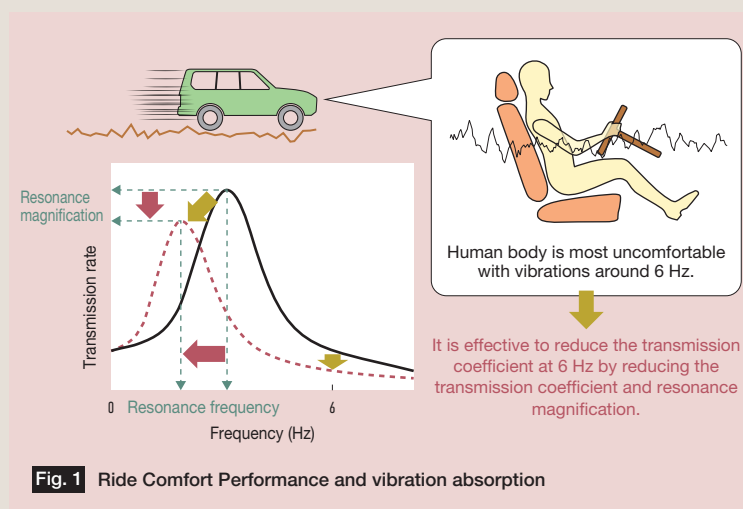 Resonance
magnification
Transmission rate
0
Resonance frequency
6
Frequency (Hz)
Human body is most uncomfortable
with vibrations around 6 Hz.
It is effective to reduce the transmission
coefficient at 6 Hz by reducing the
transmission coefficient and resonance
magnification.
Fig. 1 Ride Comfort Performance and vibration absorption